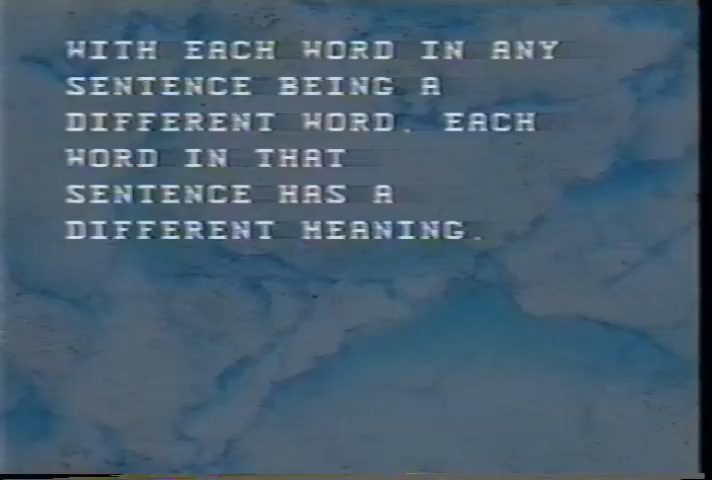 WITH EACH WORD IN ANY
SENTENCE BEING A
DIFFERENT WORD. EACH
WORD IN THAT
SENTENCE HAS A
DIFFERENT MEANING.